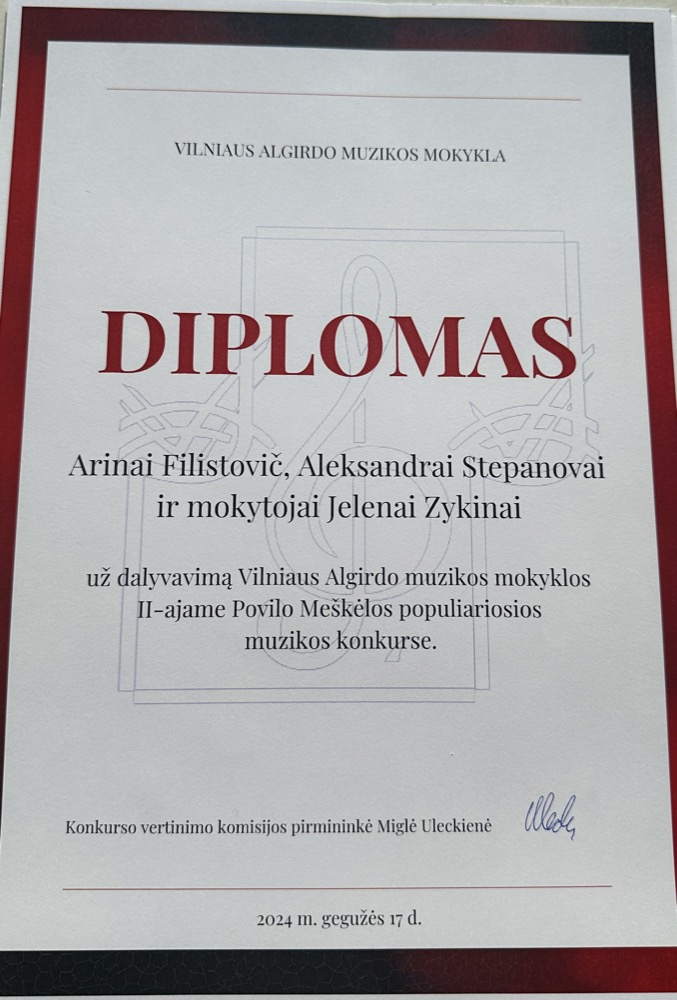 VILNIAUS ALGIRDO MUZIKOS MOKYKLA
DIPLOMAS
Arinai Filistovič, Aleksandrai Stepanovai
ir mokytojai Jelenai Zykinai
už dalyvavimą Vilniaus Algirdo muzikos mokyklos
II-ajame Povilo Meškėlos populiariosios
muzikos konkurse.
Konkurso vertinimo komisijos pirmininkė Miglė Uleckienė
2024 m. gegužės 17 d.